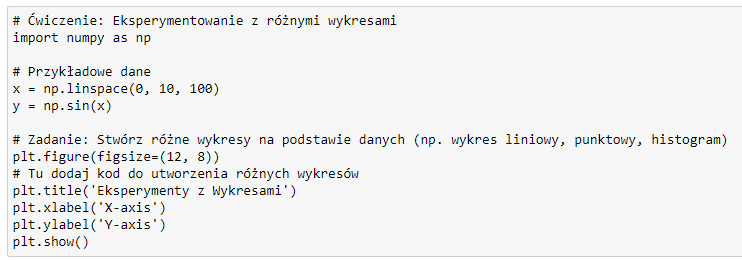 # Ćwiczenie: Eksperymentowanie z różnymi wykresami
import numpy as np
# Przykładowe dane
x = np.linspace(0, 10, 100)
y = np.sin(x)
# Zadanie: Stwórz różne wykresy na podstawie danych (np. wykres liniowy, punktowy, histogram)
plt.figure(figsize=(12, 8))
# Tu dodaj kod do utworzenia różnych wykresów
plt.title('Eksperymenty z Wykresami')
plt.xlabel('X-axis')
plt.ylabel('Y-axis')
plt.show()